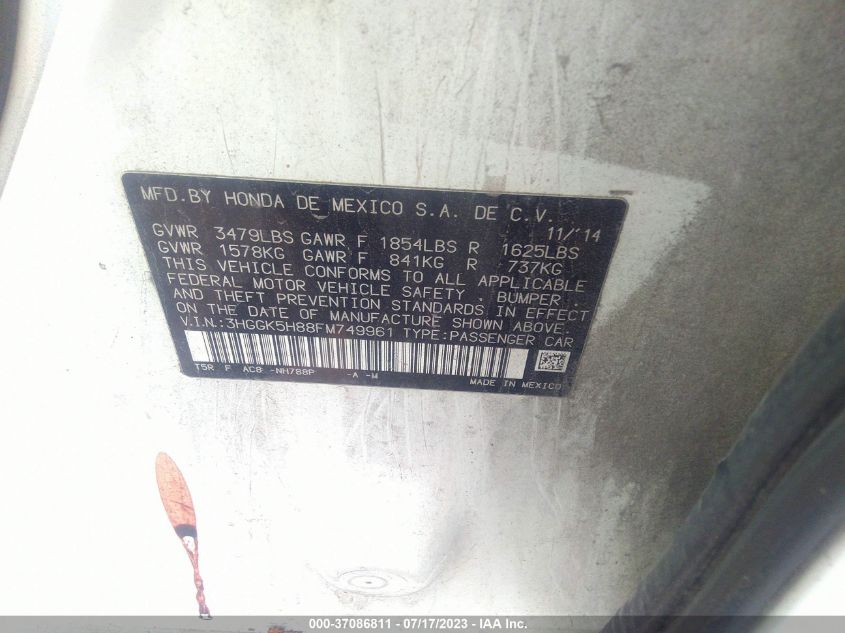 MFD.BY HONDA DE MEXICO S.A. DE C.V.
11/'14
GVWR 3479LBS GAWR F 1854LBS R 1625LBS
GVWR 1578KG GAWR F 841KG R 737KG
THIS VEHICLE CONFORMS TO ALL APPLICABLE
FEDERAL MOTOR VEHICLE SAFETY , BUMPER ,
AND THEFT PREVENTION STANDARDS IN EFFECT
ON THE DATE OF MANUFACTURE SHOWN ABOVE.
V.I.N.:3HGGK5H88FM749961 TYPE:PASSENGER CAR
T5R F AC8 -NH788P -A -M
MADE IN MEXICO
000-37086811 — 07/17/2023 — IAA Inc.